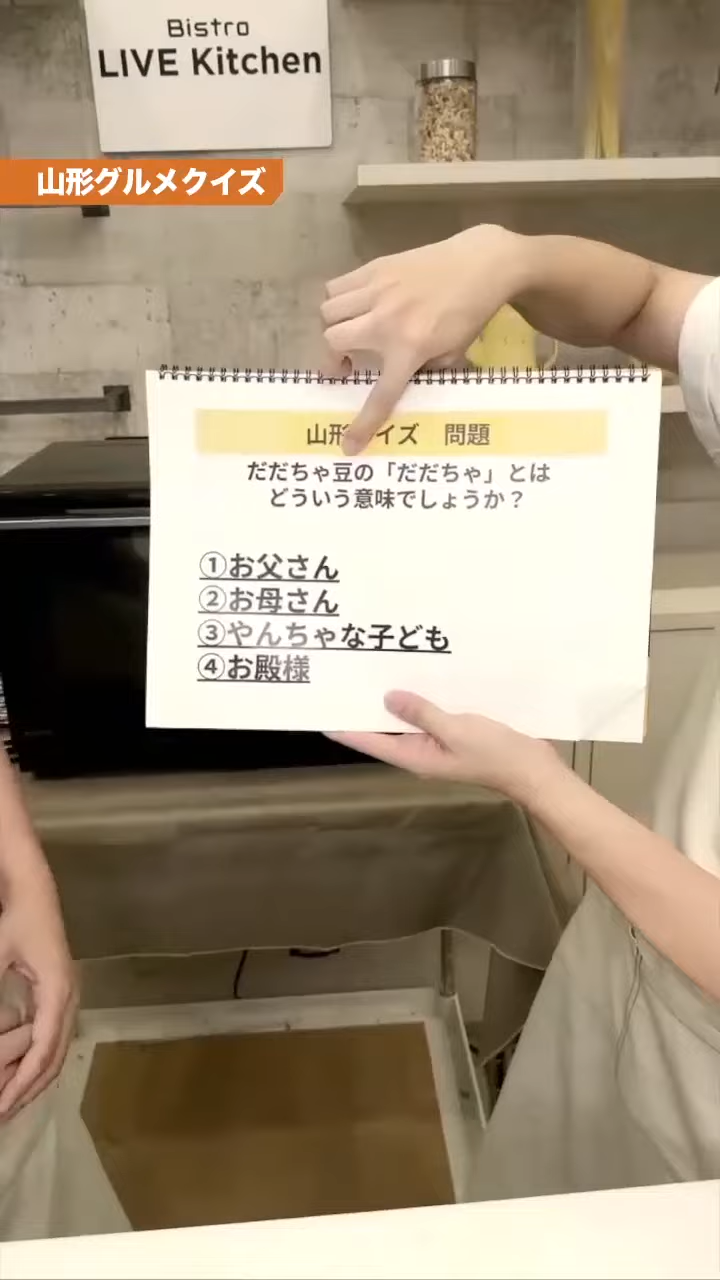 Bistro
LIVE Kitchen
山形グルメクイズ
山形クイズ 問題
だだちゃ豆の「だだちゃ」とは
どういう意味でしょうか？
①お父さん
②お母さん
③やんちゃな子ども
④お殿様